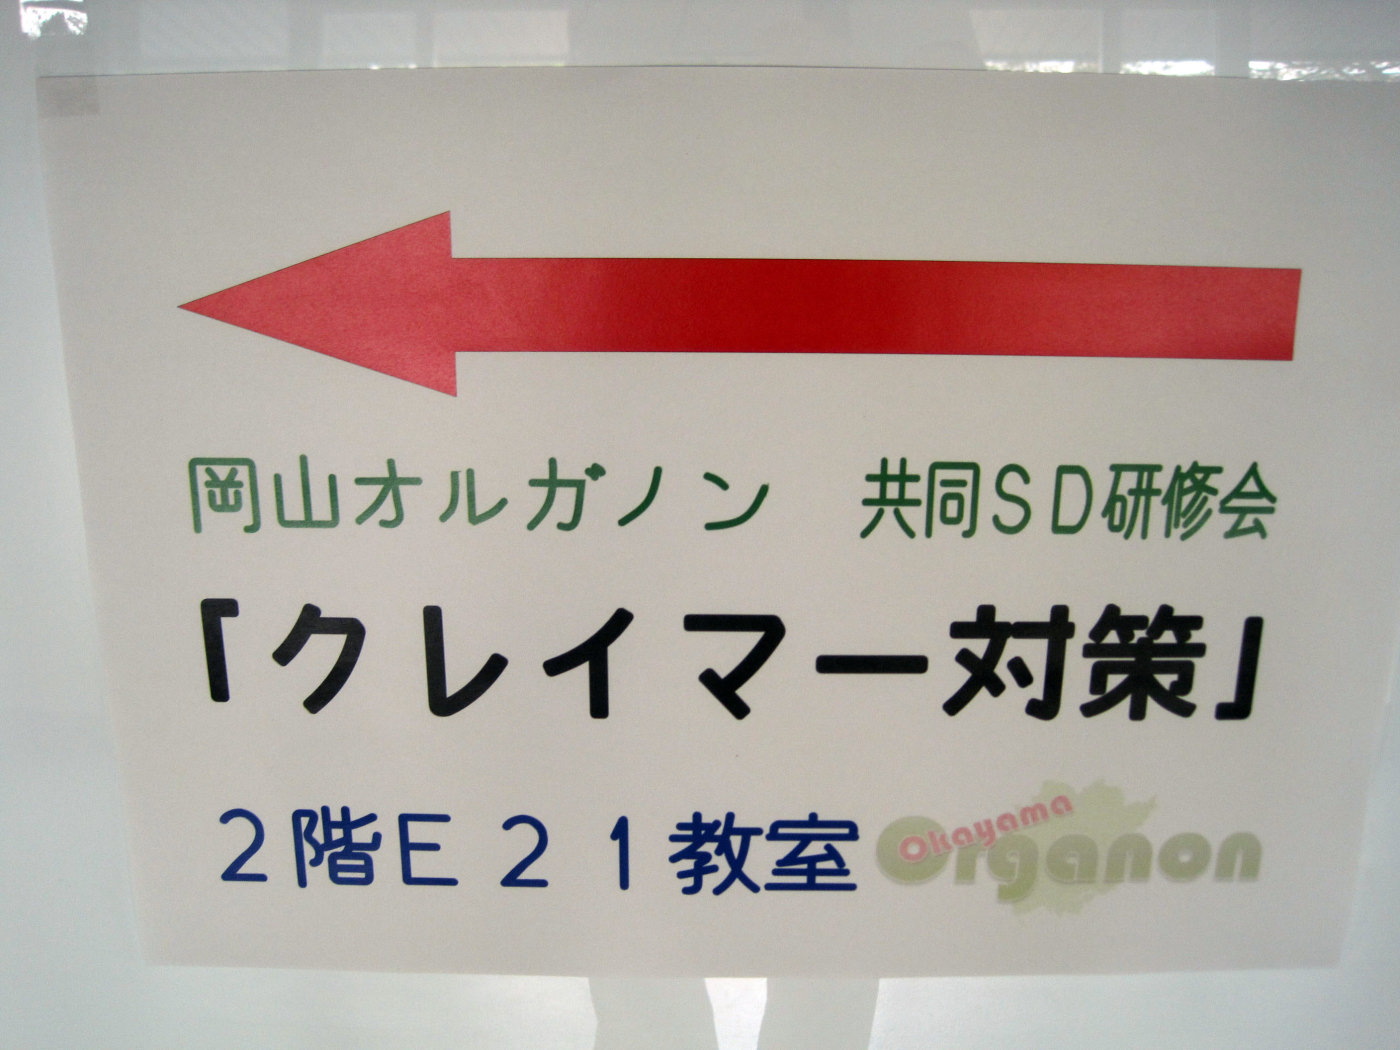 岡山オルガノン　共同ＳＤ研修会
「クレイマー対策」
２階Ｅ２１教室
Okayama
Organon